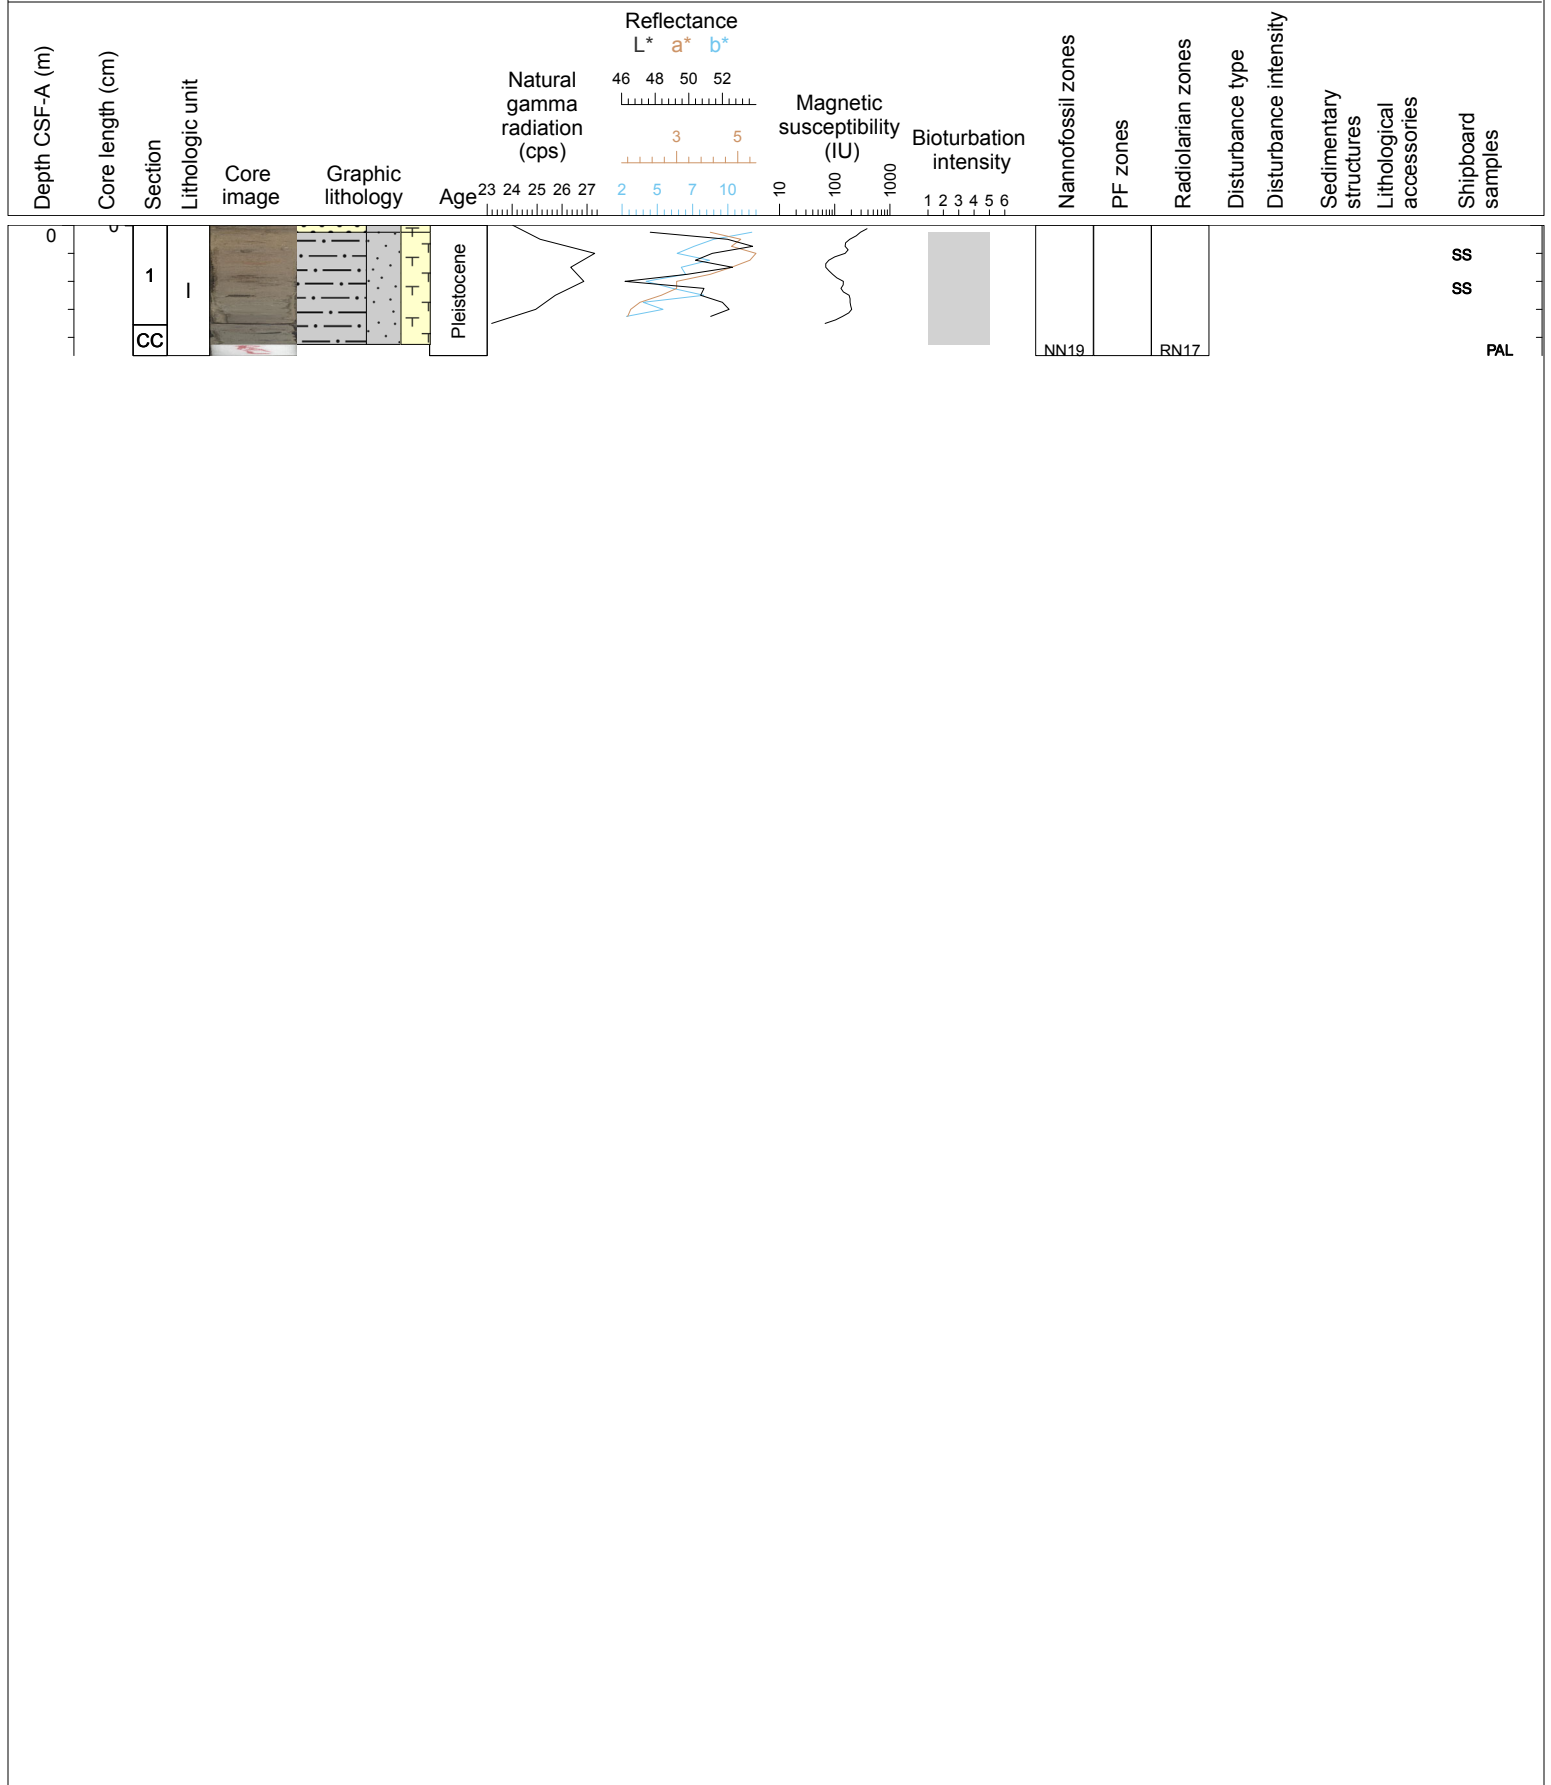 Depth CSF-A (m)
Core length (cm)
Section
Lithologic unit
Core
image
Graphic
lithology
Age
Natural
gamma
radiation
(cps)
23 24 25 26 27
Reflectance
L* a* b*
46 48 50 52
3 5
2 5 7 10
Magnetic
susceptibility
(IU)
10 100 1000
Bioturbation
intensity
1 2 3 4 5 6
Nannofossil zones
PF zones
Radiolarian zones
Disturbance type
Disturbance intensity
Sedimentary
structures
Lithological
accessories
Shipboard
samples
0
1
CC
I
Pleistocene
NN19
RN17
SS
SS
PAL